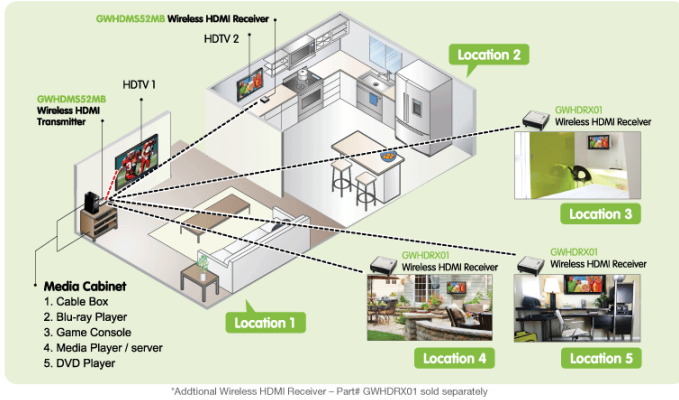 GWHDMS52MB Wireless HDMI Receiver
HDTV 2
Location 2
HDTV 1
GWHDMS52MB
Wireless HDMI
Transmitter
GWHDRX01
Wireless HDMI Receiver
Location 3
GWHDRX01
Wireless HDMI Receiver
GWHDRX01
Wireless HDMI Receiver
Media Cabinet
1. Cable Box
2. Blu-ray Player
3. Game Console
4. Media Player / server
5. DVD Player
Location 1
Location 4
Location 5
*Addtional Wireless HDMI Receiver – Part# GWHDRX01 sold separately